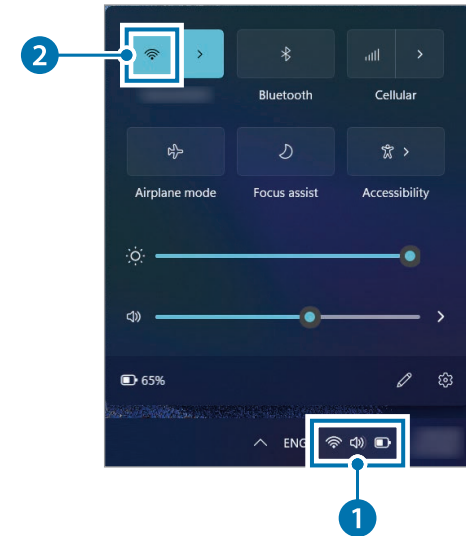 2
Bluetooth
Cellular
Airplane mode
Focus assist
Accessibility
65%
ENG
1